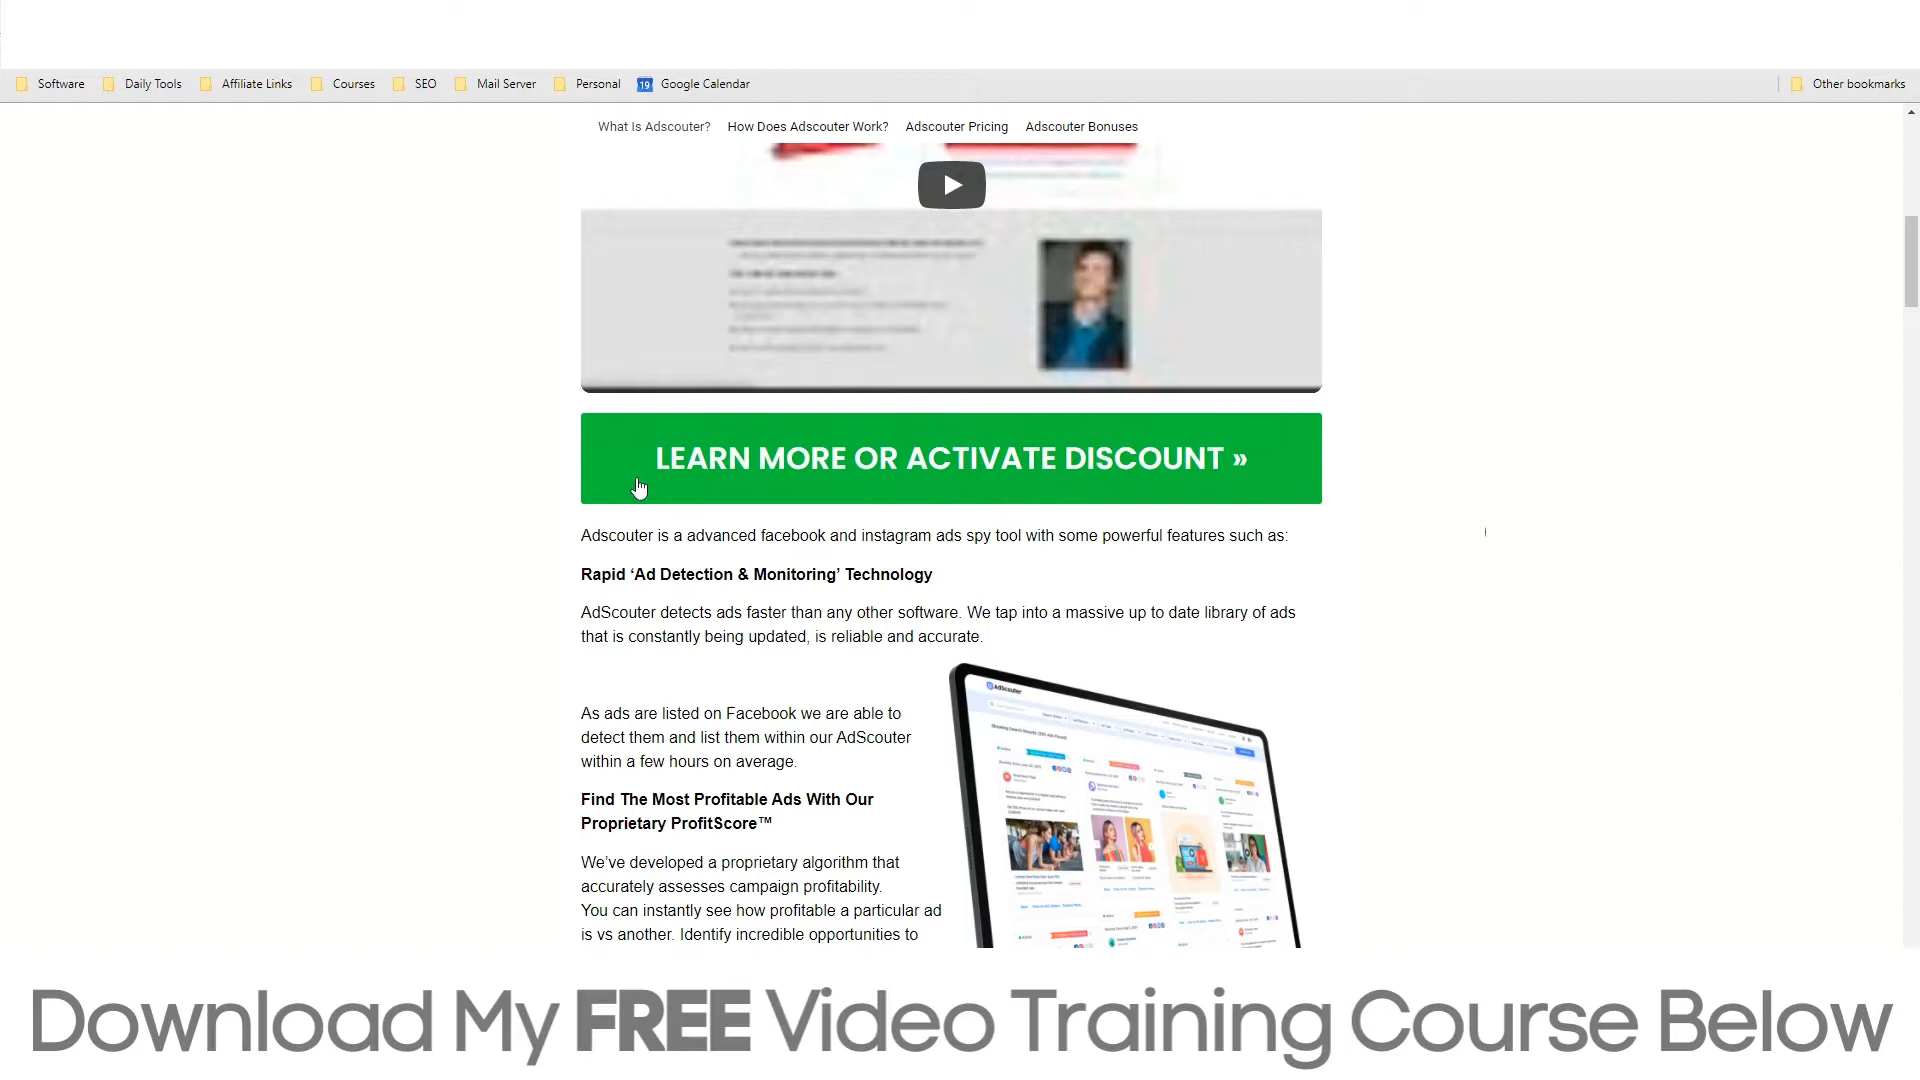 Software Daily Tools Affiliate Links Courses SEO Mail Server Personal 19 Google Calendar Other bookmarks
What Is Adscouter? How Does Adscouter Work? Adscouter Pricing Adscouter Bonuses
LEARN MORE OR ACTIVATE DISCOUNT »
Adscouter is a advanced facebook and instagram ads spy tool with some powerful features such as:
Rapid ‘Ad Detection & Monitoring’ Technology
AdScouter detects ads faster than any other software. We tap into a massive up to date library of ads
that is constantly being updated, is reliable and accurate.
AdScouter
As ads are listed on Facebook we are able to
detect them and list them within our AdScouter
within a few hours on average.
Find The Most Profitable Ads With Our
Proprietary ProfitScore™
We’ve developed a proprietary algorithm that
accurately assesses campaign profitability.
You can instantly see how profitable a particular ad
is vs another. Identify incredible opportunities to
Download My FREE Video Training Course Below